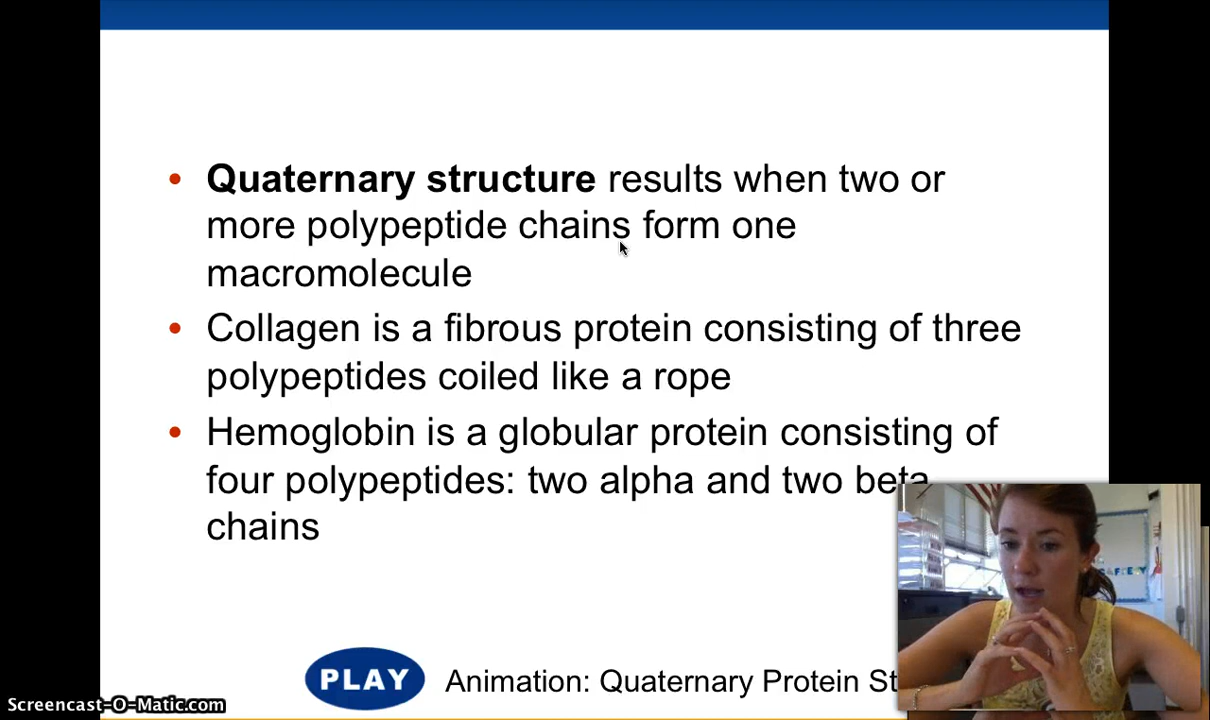 • Quaternary structure results when two or
more polypeptide chains form one
macromolecule
• Collagen is a fibrous protein consisting of three
polypeptides coiled like a rope
• Hemoglobin is a globular protein consisting of
four polypeptides: two alpha and two beta
chains
PLAY Animation: Quaternary Protein St
Screencast-O-Matic.com